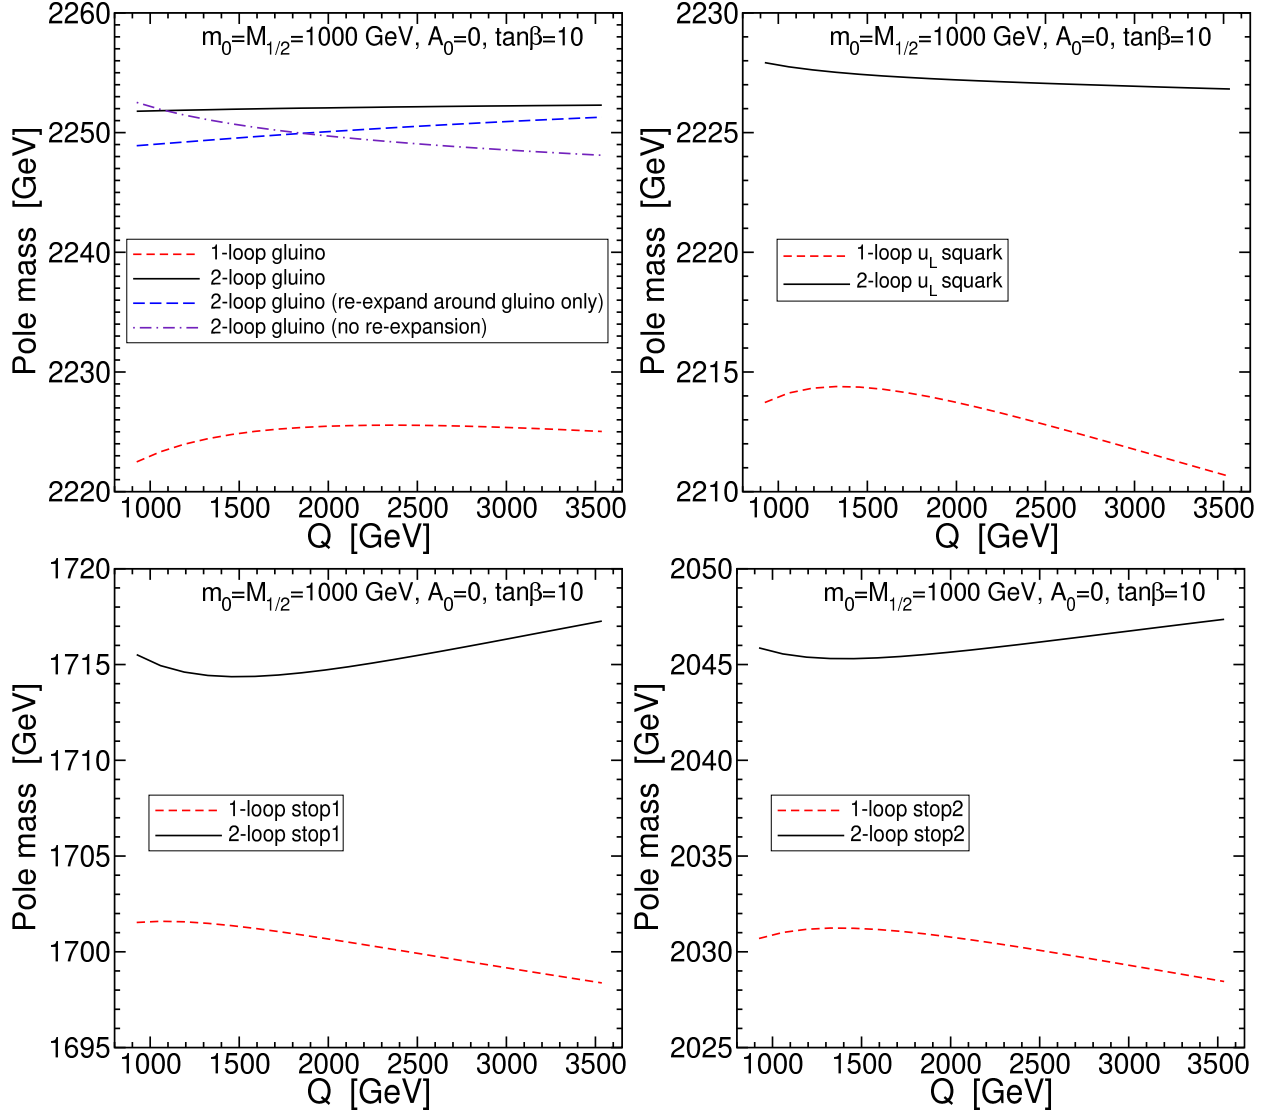 m0=M1/2=1000 GeV, A0=0, tanβ=10
Pole mass [GeV]
2260
2250
2240
2230
2220
1-loop gluino
2-loop gluino
2-loop gluino (re-expand around gluino only)
2-loop gluino (no re-expansion)
1000 1500 2000 2500 3000 3500
Q [GeV]
m0=M1/2=1000 GeV, A0=0, tanβ=10
Pole mass [GeV]
2230
2225
2220
2215
2210
1-loop uL squark
2-loop uL squark
1000 1500 2000 2500 3000 3500
Q [GeV]
m0=M1/2=1000 GeV, A0=0, tanβ=10
Pole mass [GeV]
1720
1715
1710
1705
1700
1695
1-loop stop1
2-loop stop1
1000 1500 2000 2500 3000 3500
Q [GeV]
m0=M1/2=1000 GeV, A0=0, tanβ=10
Pole mass [GeV]
2050
2045
2040
2035
2030
2025
1-loop stop2
2-loop stop2
1000 1500 2000 2500 3000 3500
Q [GeV]